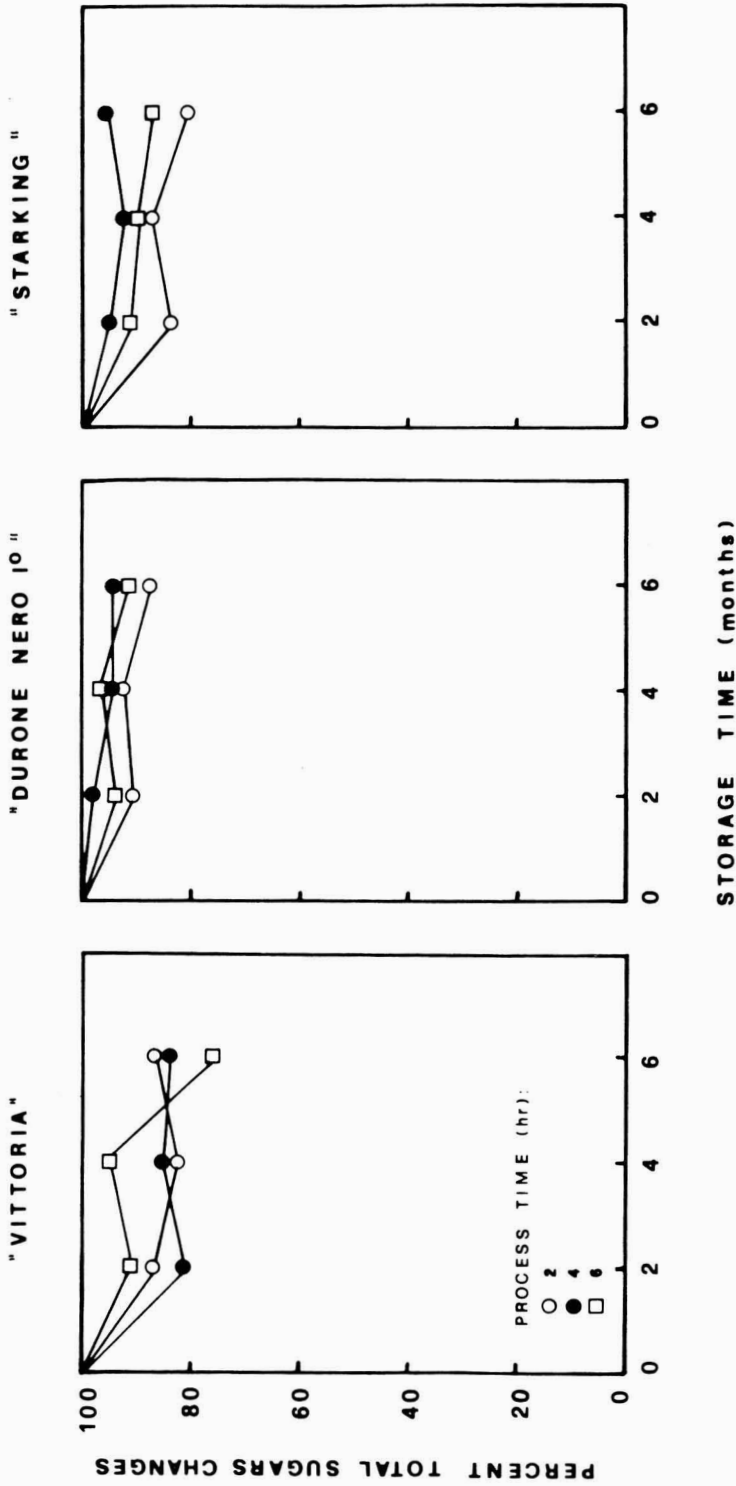 "VITTORIA"
"DURONE NERO Iº"
"STARKING"
PERCENT TOTAL SUGARS CHANGES
100
80
60
40
20
0
PROCESS TIME (hr):
2
4
6
0 2 4 6
0 2 4 6
0 2 4 6
STORAGE TIME (months)